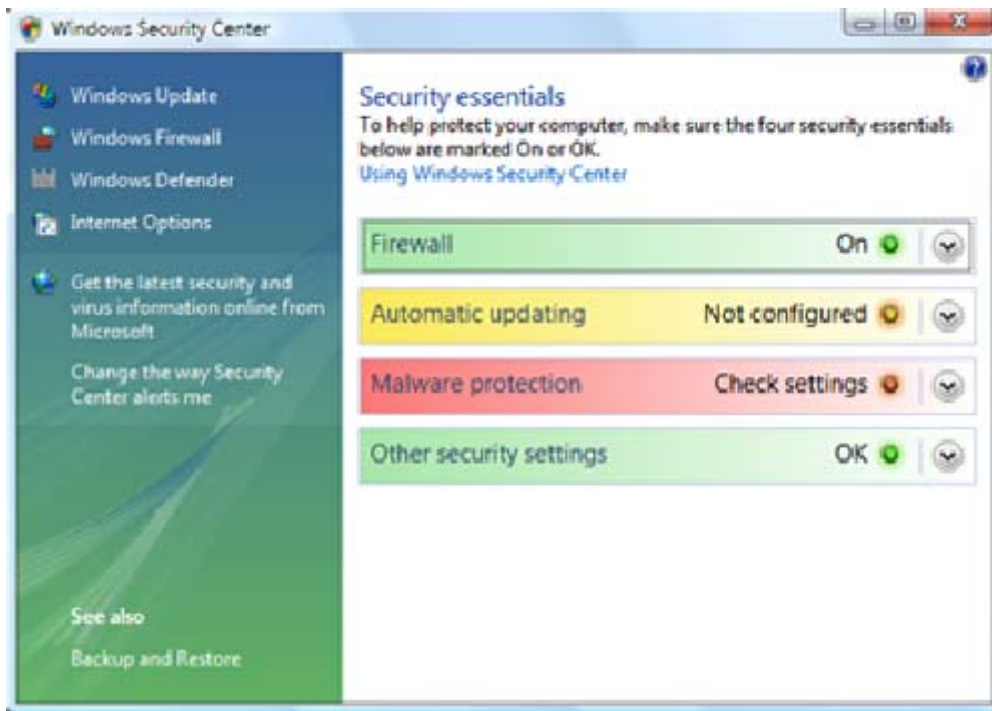 Windows Security Center
Windows Update
Windows Firewall
Windows Defender
Internet Options
Get the latest security and
virus information online from
Microsoft
Change the way Security
Center alerts me
See also
Backup and Restore
Security essentials
To help protect your computer, make sure the four security essentials
below are marked On or OK.
Using Windows Security Center
Firewall On
Automatic updating Not configured
Malware protection Check settings
Other security settings OK